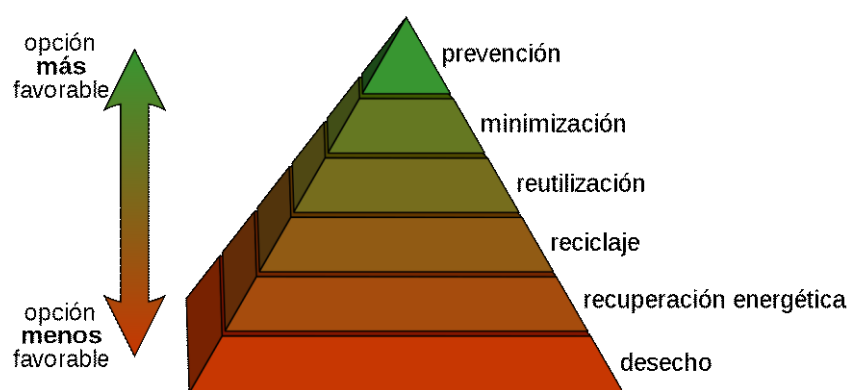 opción
más
favorable
prevención
minimización
reutilización
reciclaje
recuperación energética
opción
menos
favorable
desecho